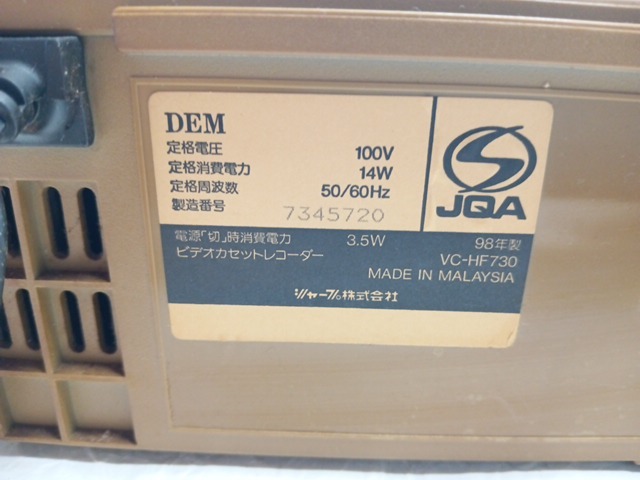 DEM
定格電圧 100V
定格消費電力 14W
定格周波数 50/60Hz
製造番号 7345720
JQA
電源「切」時消費電力 3.5W 98年製
ビデオカセットレコーダー VC-HF730
MADE IN MALAYSIA
シャープ株式会社